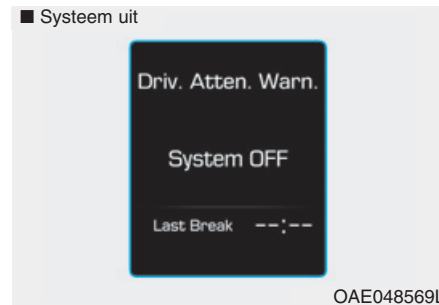 ■ Systeem uit
Driv. Atten. Warn.
System OFF
Last Break --:--
OAE048569L